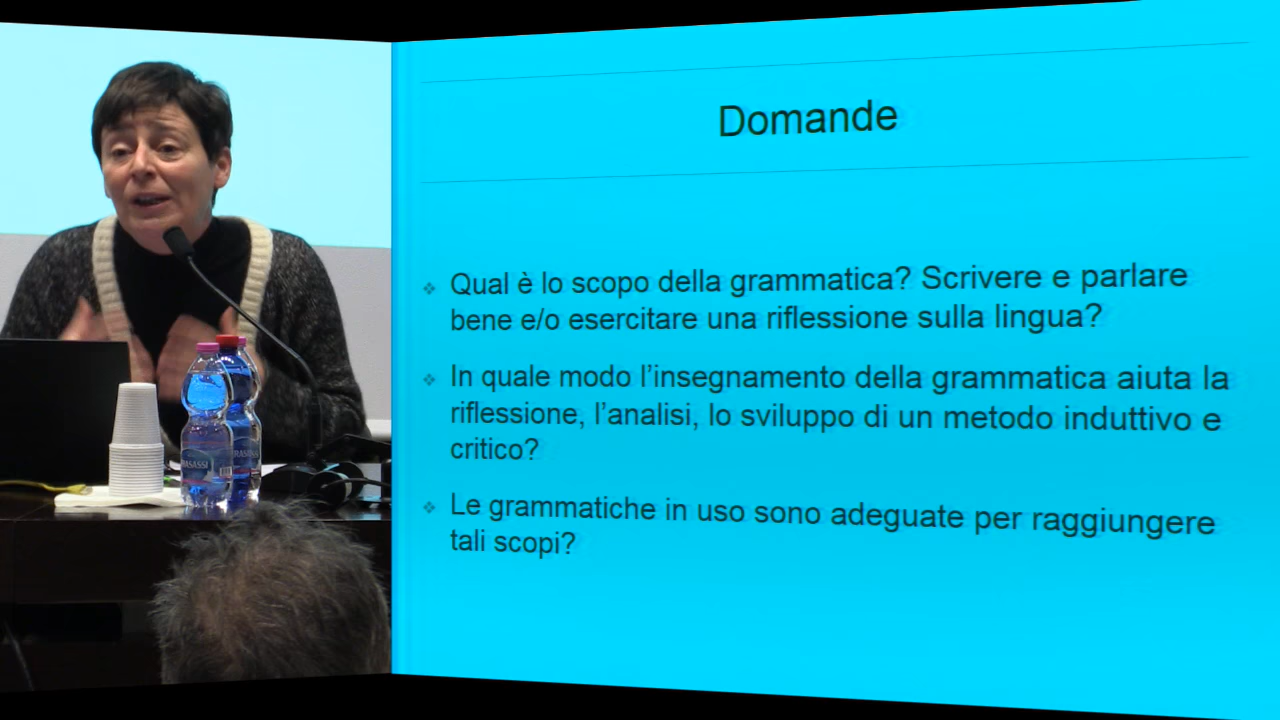 Domande
Qual è lo scopo della grammatica? Scrivere e parlare
bene e/o esercitare una riflessione sulla lingua?
In quale modo l'insegnamento della grammatica aiuta la
riflessione, l'analisi, lo sviluppo di un metodo induttivo e
critico?
Le grammatiche in uso sono adeguate per raggiungere
tali scopi?